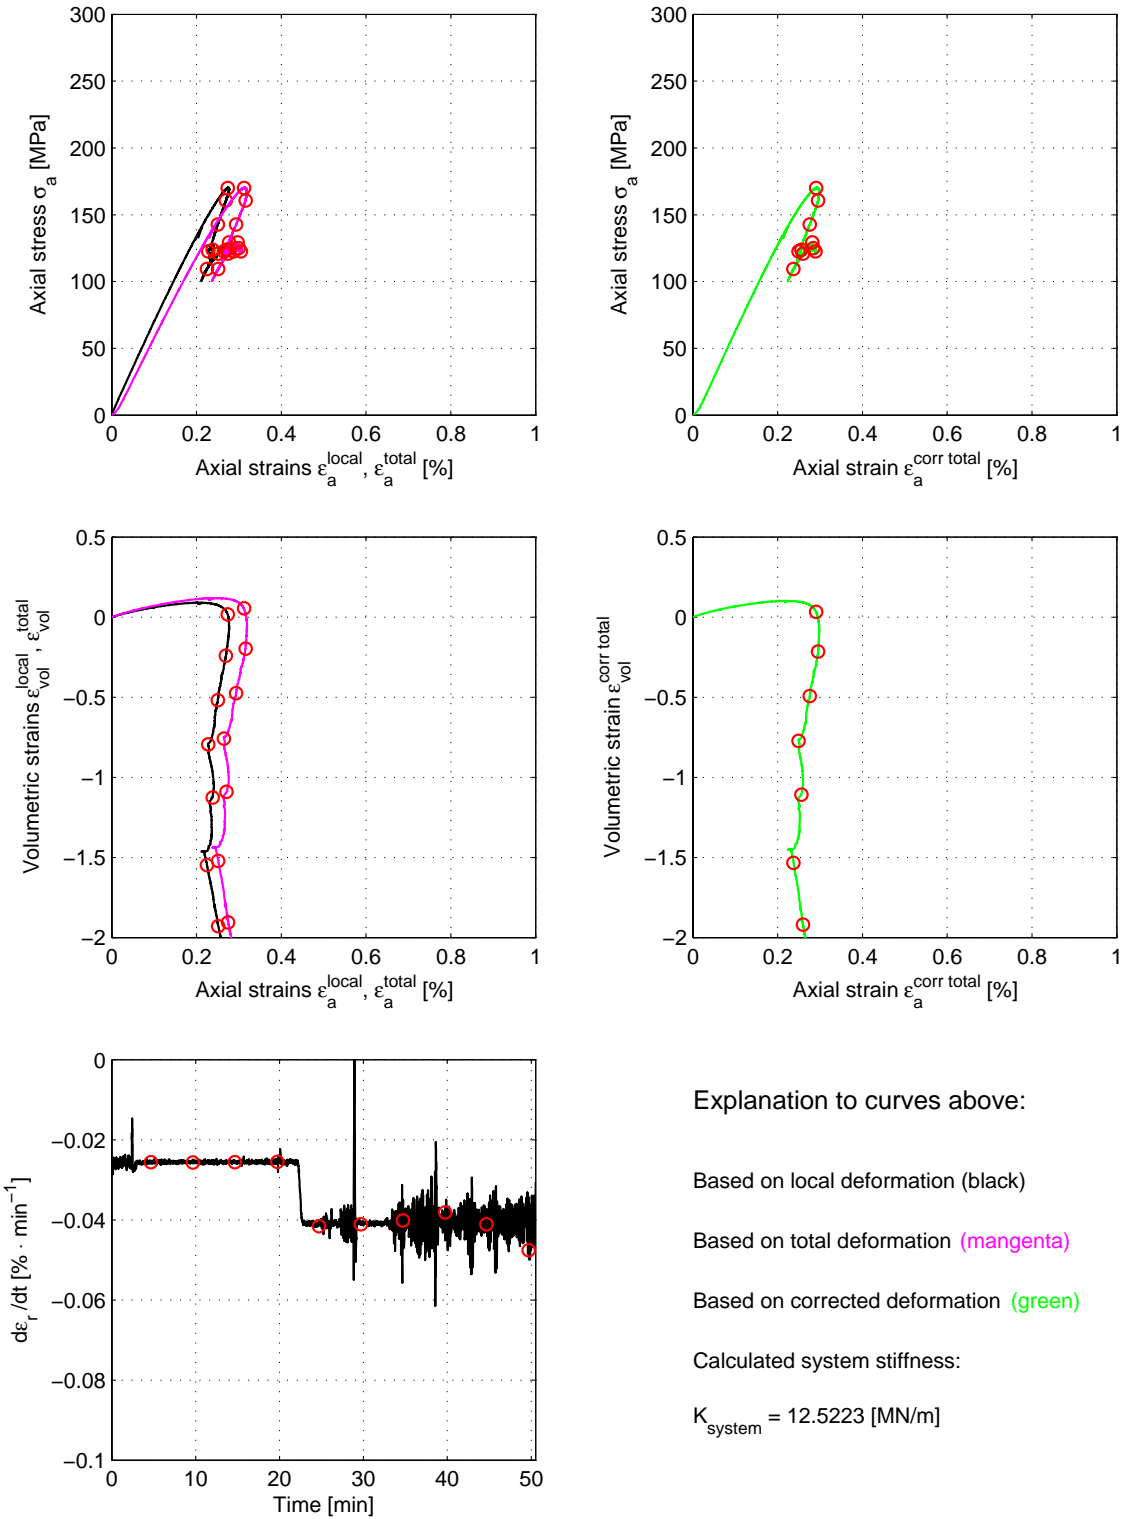 300
250
200
150
100
50
0
Axial stress σa [MPa]
0 0.2 0.4 0.6 0.8 1
Axial strains εa^local, εa^total [%]
300
250
200
150
100
50
0
Axial stress σa [MPa]
0 0.2 0.4 0.6 0.8 1
Axial strain εa^corr total [%]
0.5
0
−0.5
−1
−1.5
−2
Volumetric strains εvol^local, εvol^total
0 0.2 0.4 0.6 0.8 1
Axial strains εa^local, εa^total [%]
0.5
0
−0.5
−1
−1.5
−2
Volumetric strain εvol^corr total
0 0.2 0.4 0.6 0.8 1
Axial strain εa^corr total [%]
0
−0.02
−0.04
−0.06
−0.08
−0.1
dεr/dt [% · min−1]
0 10 20 30 40 50
Time [min]
Explanation to curves above:
Based on local deformation (black)
Based on total deformation (mangenta)
Based on corrected deformation (green)
Calculated system stiffness:
Ksystem = 12.5223 [MN/m]